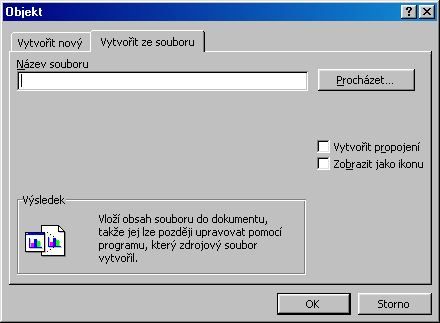 Objekt
Vytvořit nový
Vytvořit ze souboru
Název souboru
Procházet...
Vytvořit propojení
Zobrazit jako ikonu
Výsledek
Vloží obsah souboru do dokumentu,
takže jej lze později upravovat pomocí
programu, který zdrojový soubor
vytvořil.
OK
Storno